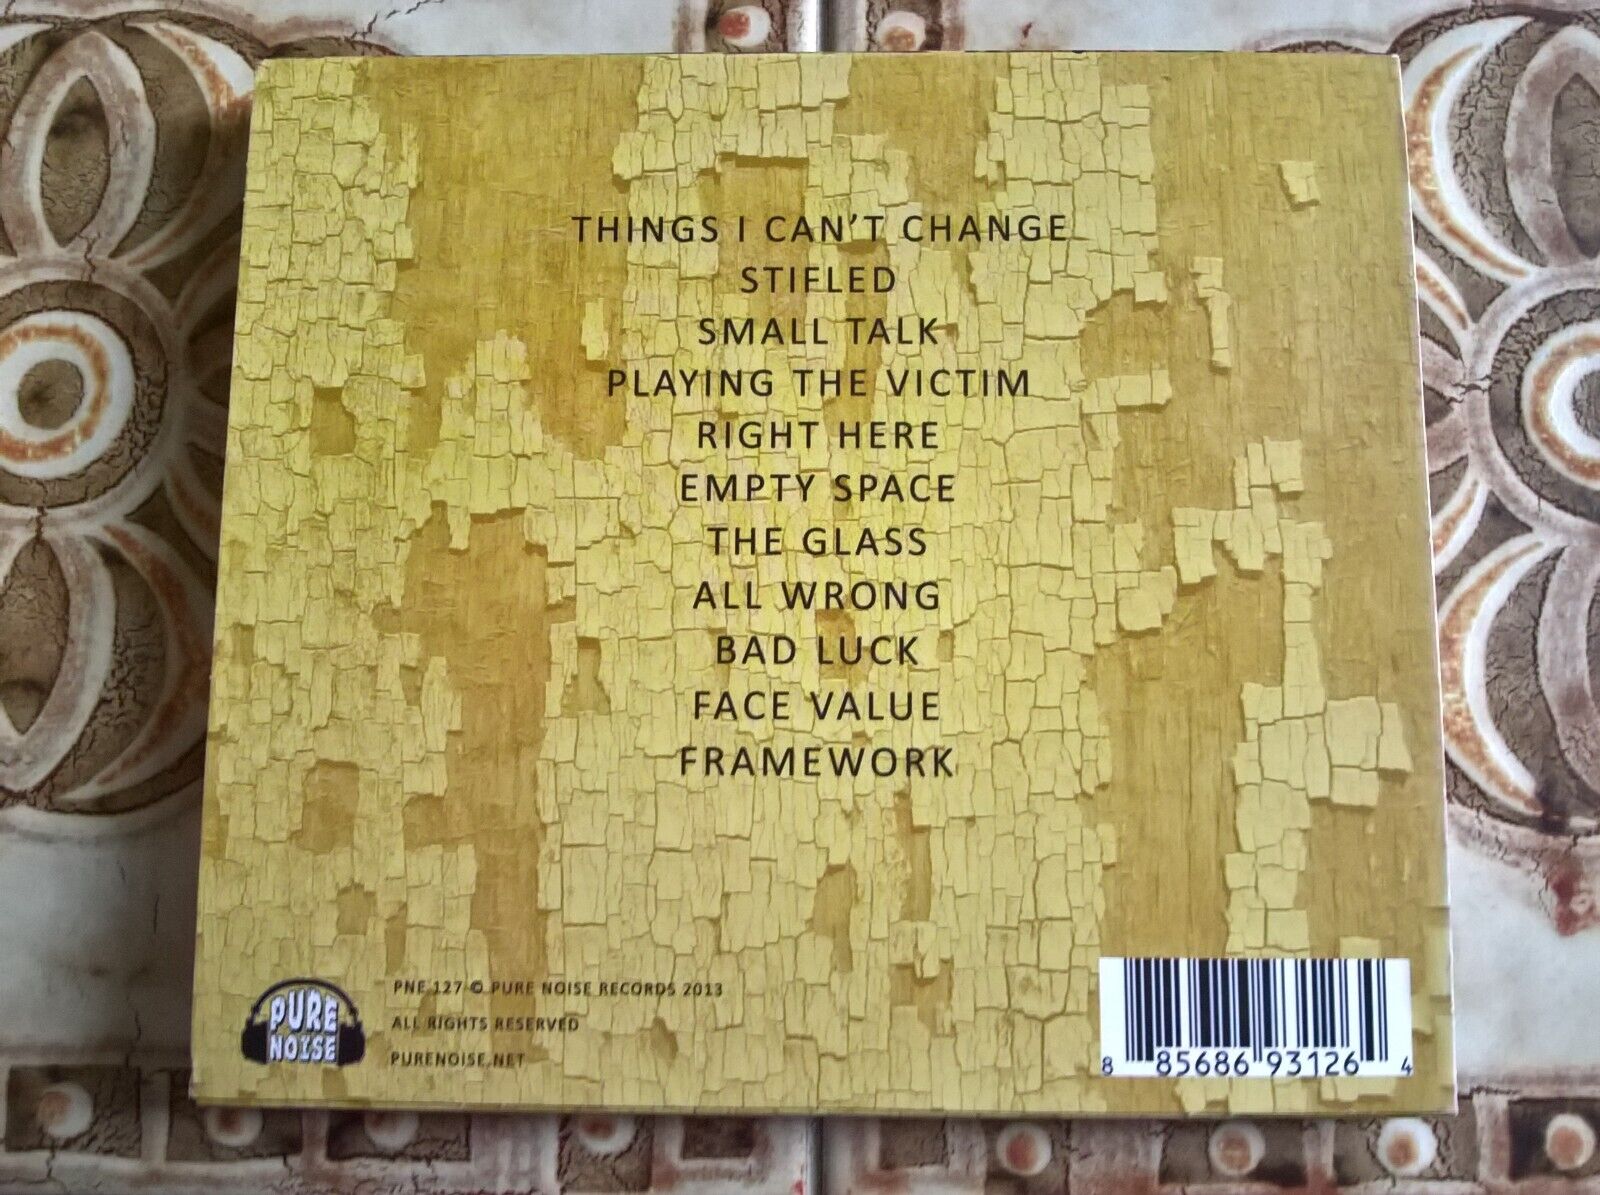 THINGS I CAN'T CHANGE
STIFLED
SMALL TALK
PLAYING THE VICTIM
RIGHT HERE
EMPTY SPACE
THE GLASS
ALL WRONG
BAD LUCK
FACE VALUE
FRAMEWORK
PURE
NOISE
PNE 127 © PURE NOISE RECORDS 2013
ALL RIGHTS RESERVED
PURENOISE.NET
8 85686 93126 4